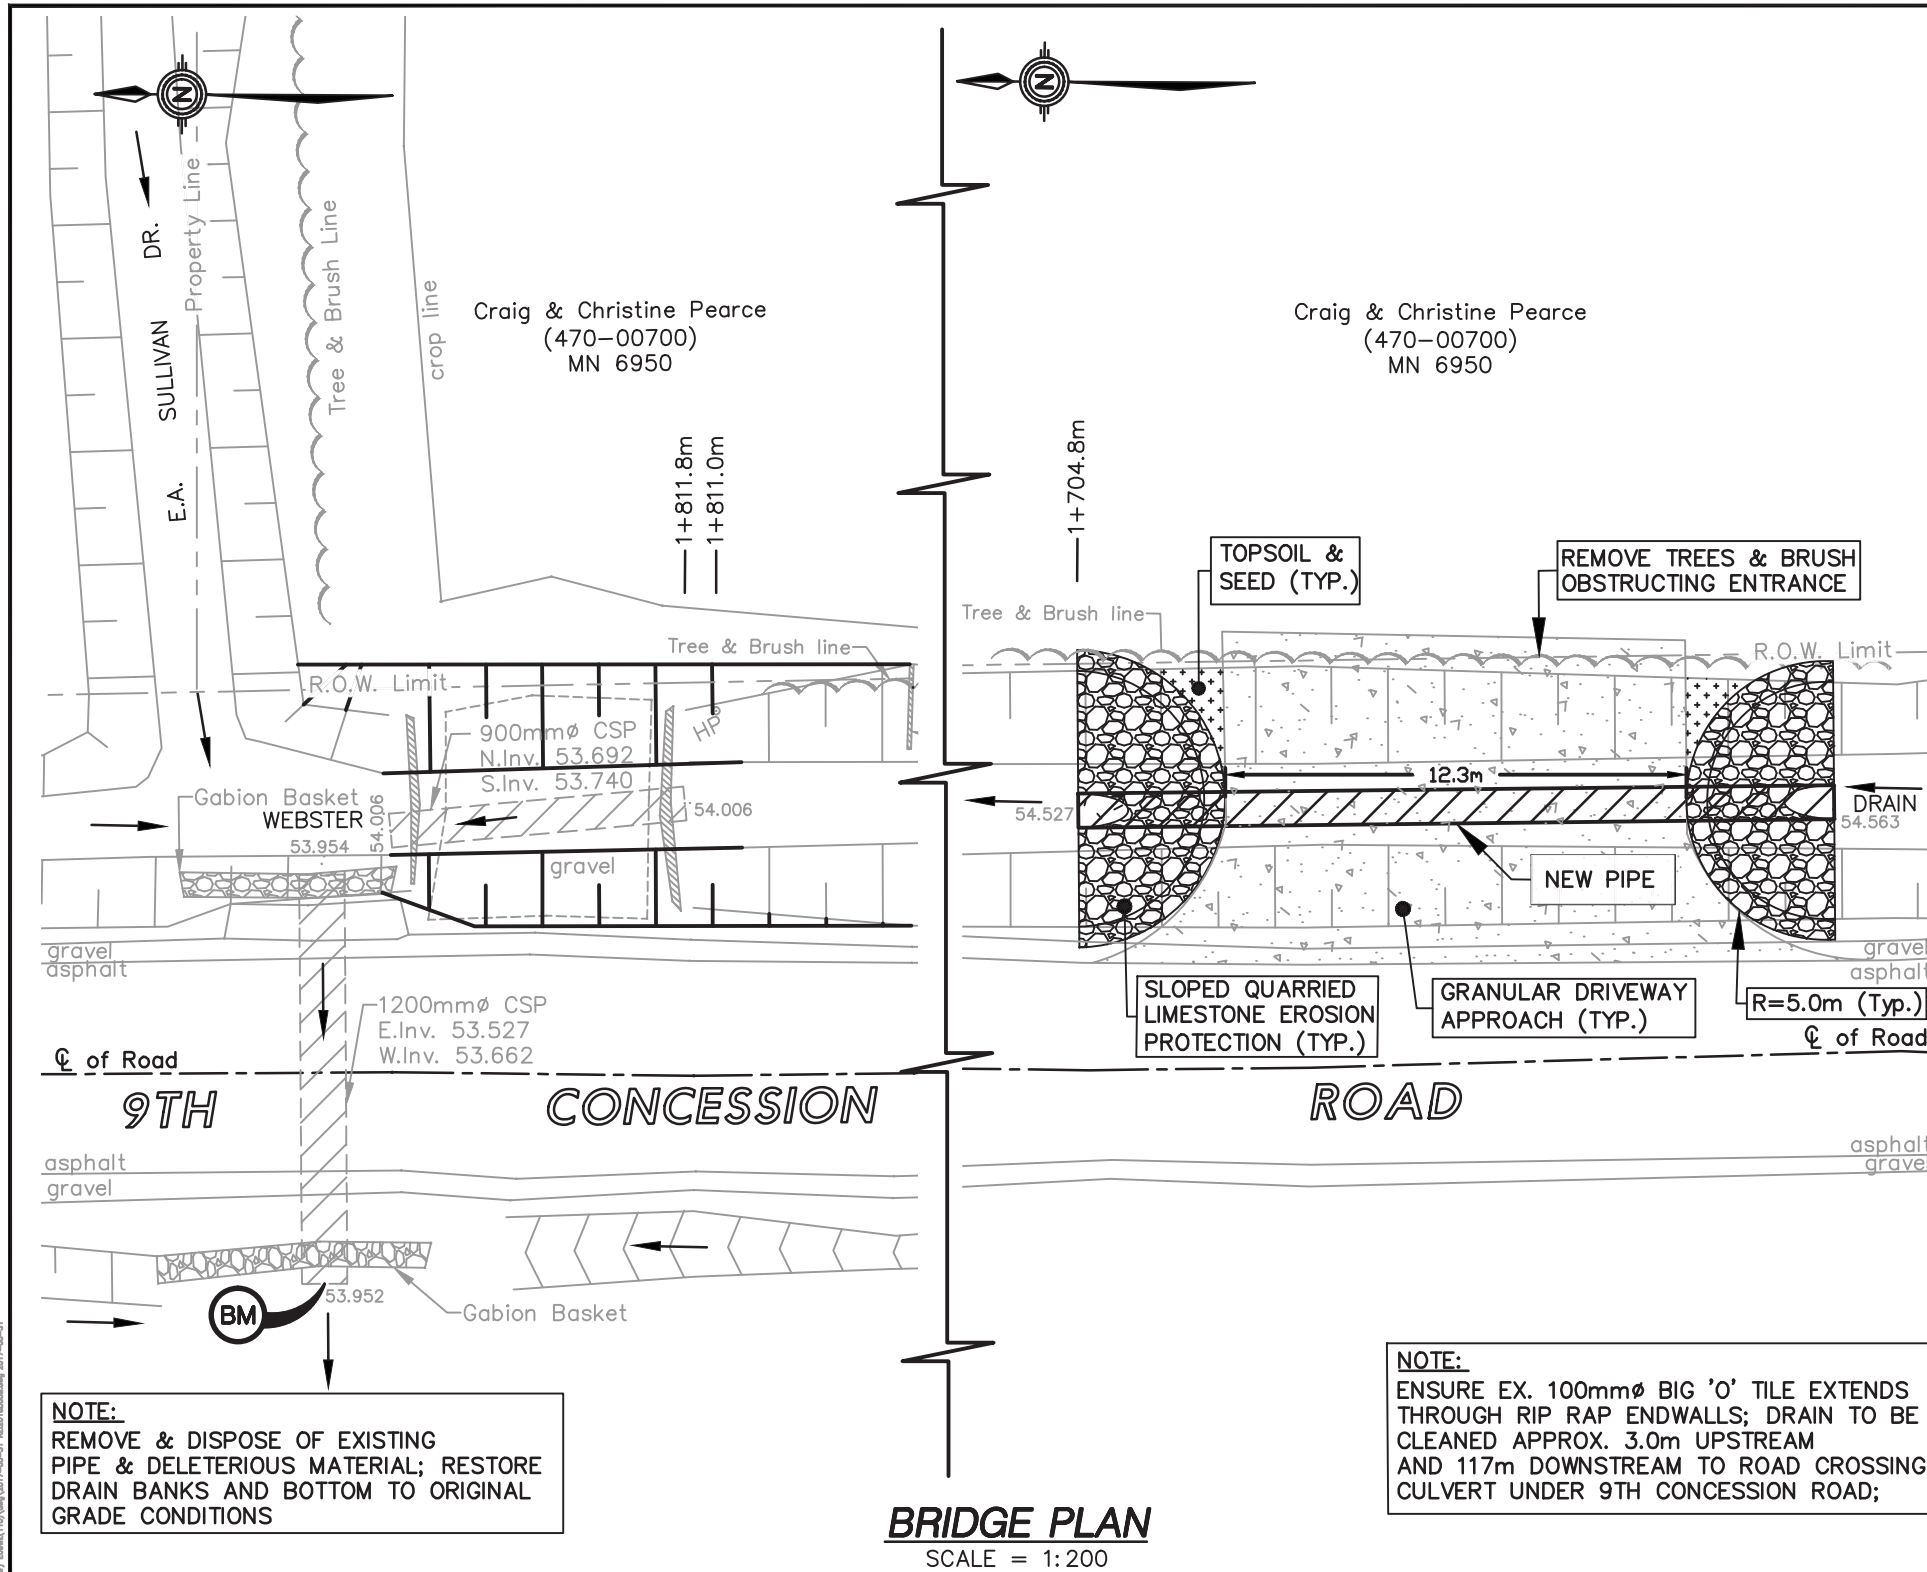 N
N
Property Line
DR.
SULLIVAN
E.A.
Tree & Brush Line
crop line
Craig & Christine Pearce
(470-00700)
MN 6950
Craig & Christine Pearce
(470-00700)
MN 6950
1+811.8m
1+811.0m
1+704.8m
TOPSOIL &
SEED (TYP.)
REMOVE TREES & BRUSH
OBSTRUCTING ENTRANCE
Tree & Brush line
Tree & Brush line
R.O.W. Limit
R.O.W. Limit
HP
900mmø CSP
N.Inv. 53.692
S.Inv. 53.740
Gabion Basket
WEBSTER
53.954
54.006
54.006
gravel
54.527
12.3m
DRAIN
54.563
NEW PIPE
gravel
asphalt
gravel
asphalt
SLOPED QUARRIED
LIMESTONE EROSION
PROTECTION (TYP.)
GRANULAR DRIVEWAY
APPROACH (TYP.)
R=5.0m (Typ.)
1200mmø CSP
E.Inv. 53.527
W.Inv. 53.662
℄ of Road
℄ of Road
9TH CONCESSION ROAD
asphalt
gravel
asphalt
gravel
53.952
BM
Gabion Basket
NOTE:
REMOVE & DISPOSE OF EXISTING
PIPE & DELETERIOUS MATERIAL; RESTORE
DRAIN BANKS AND BOTTOM TO ORIGINAL
GRADE CONDITIONS
NOTE:
ENSURE EX. 100mmø BIG 'O' TILE EXTENDS
THROUGH RIP RAP ENDWALLS; DRAIN TO BE
CLEANED APPROX. 3.0m UPSTREAM
AND 117m DOWNSTREAM TO ROAD CROSSING
CULVERT UNDER 9TH CONCESSION ROAD;
BRIDGE PLAN
SCALE = 1:200